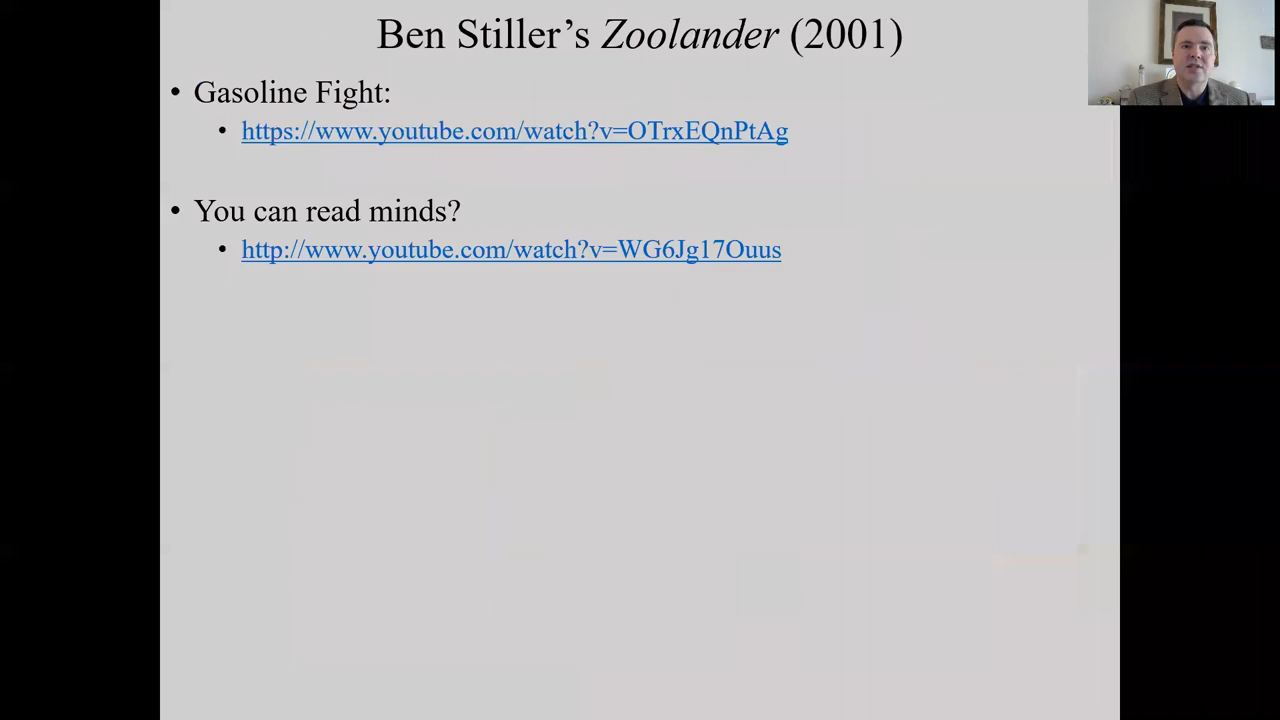 Ben Stiller’s Zoolander (2001)
• Gasoline Fight:
• https://www.youtube.com/watch?v=OTrxEQnPtAg
• You can read minds?
• http://www.youtube.com/watch?v=WG6Jg17Ouus